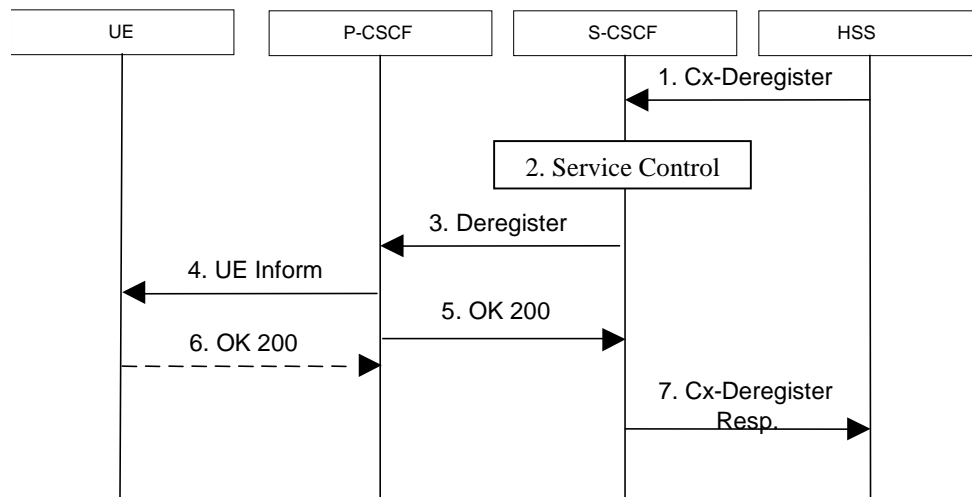 UE
P-CSCF
S-CSCF
HSS
1. Cx-Deregister
2. Service Control
3. Deregister
4. UE Inform
5. OK 200
6. OK 200
7. Cx-Deregister
Resp.